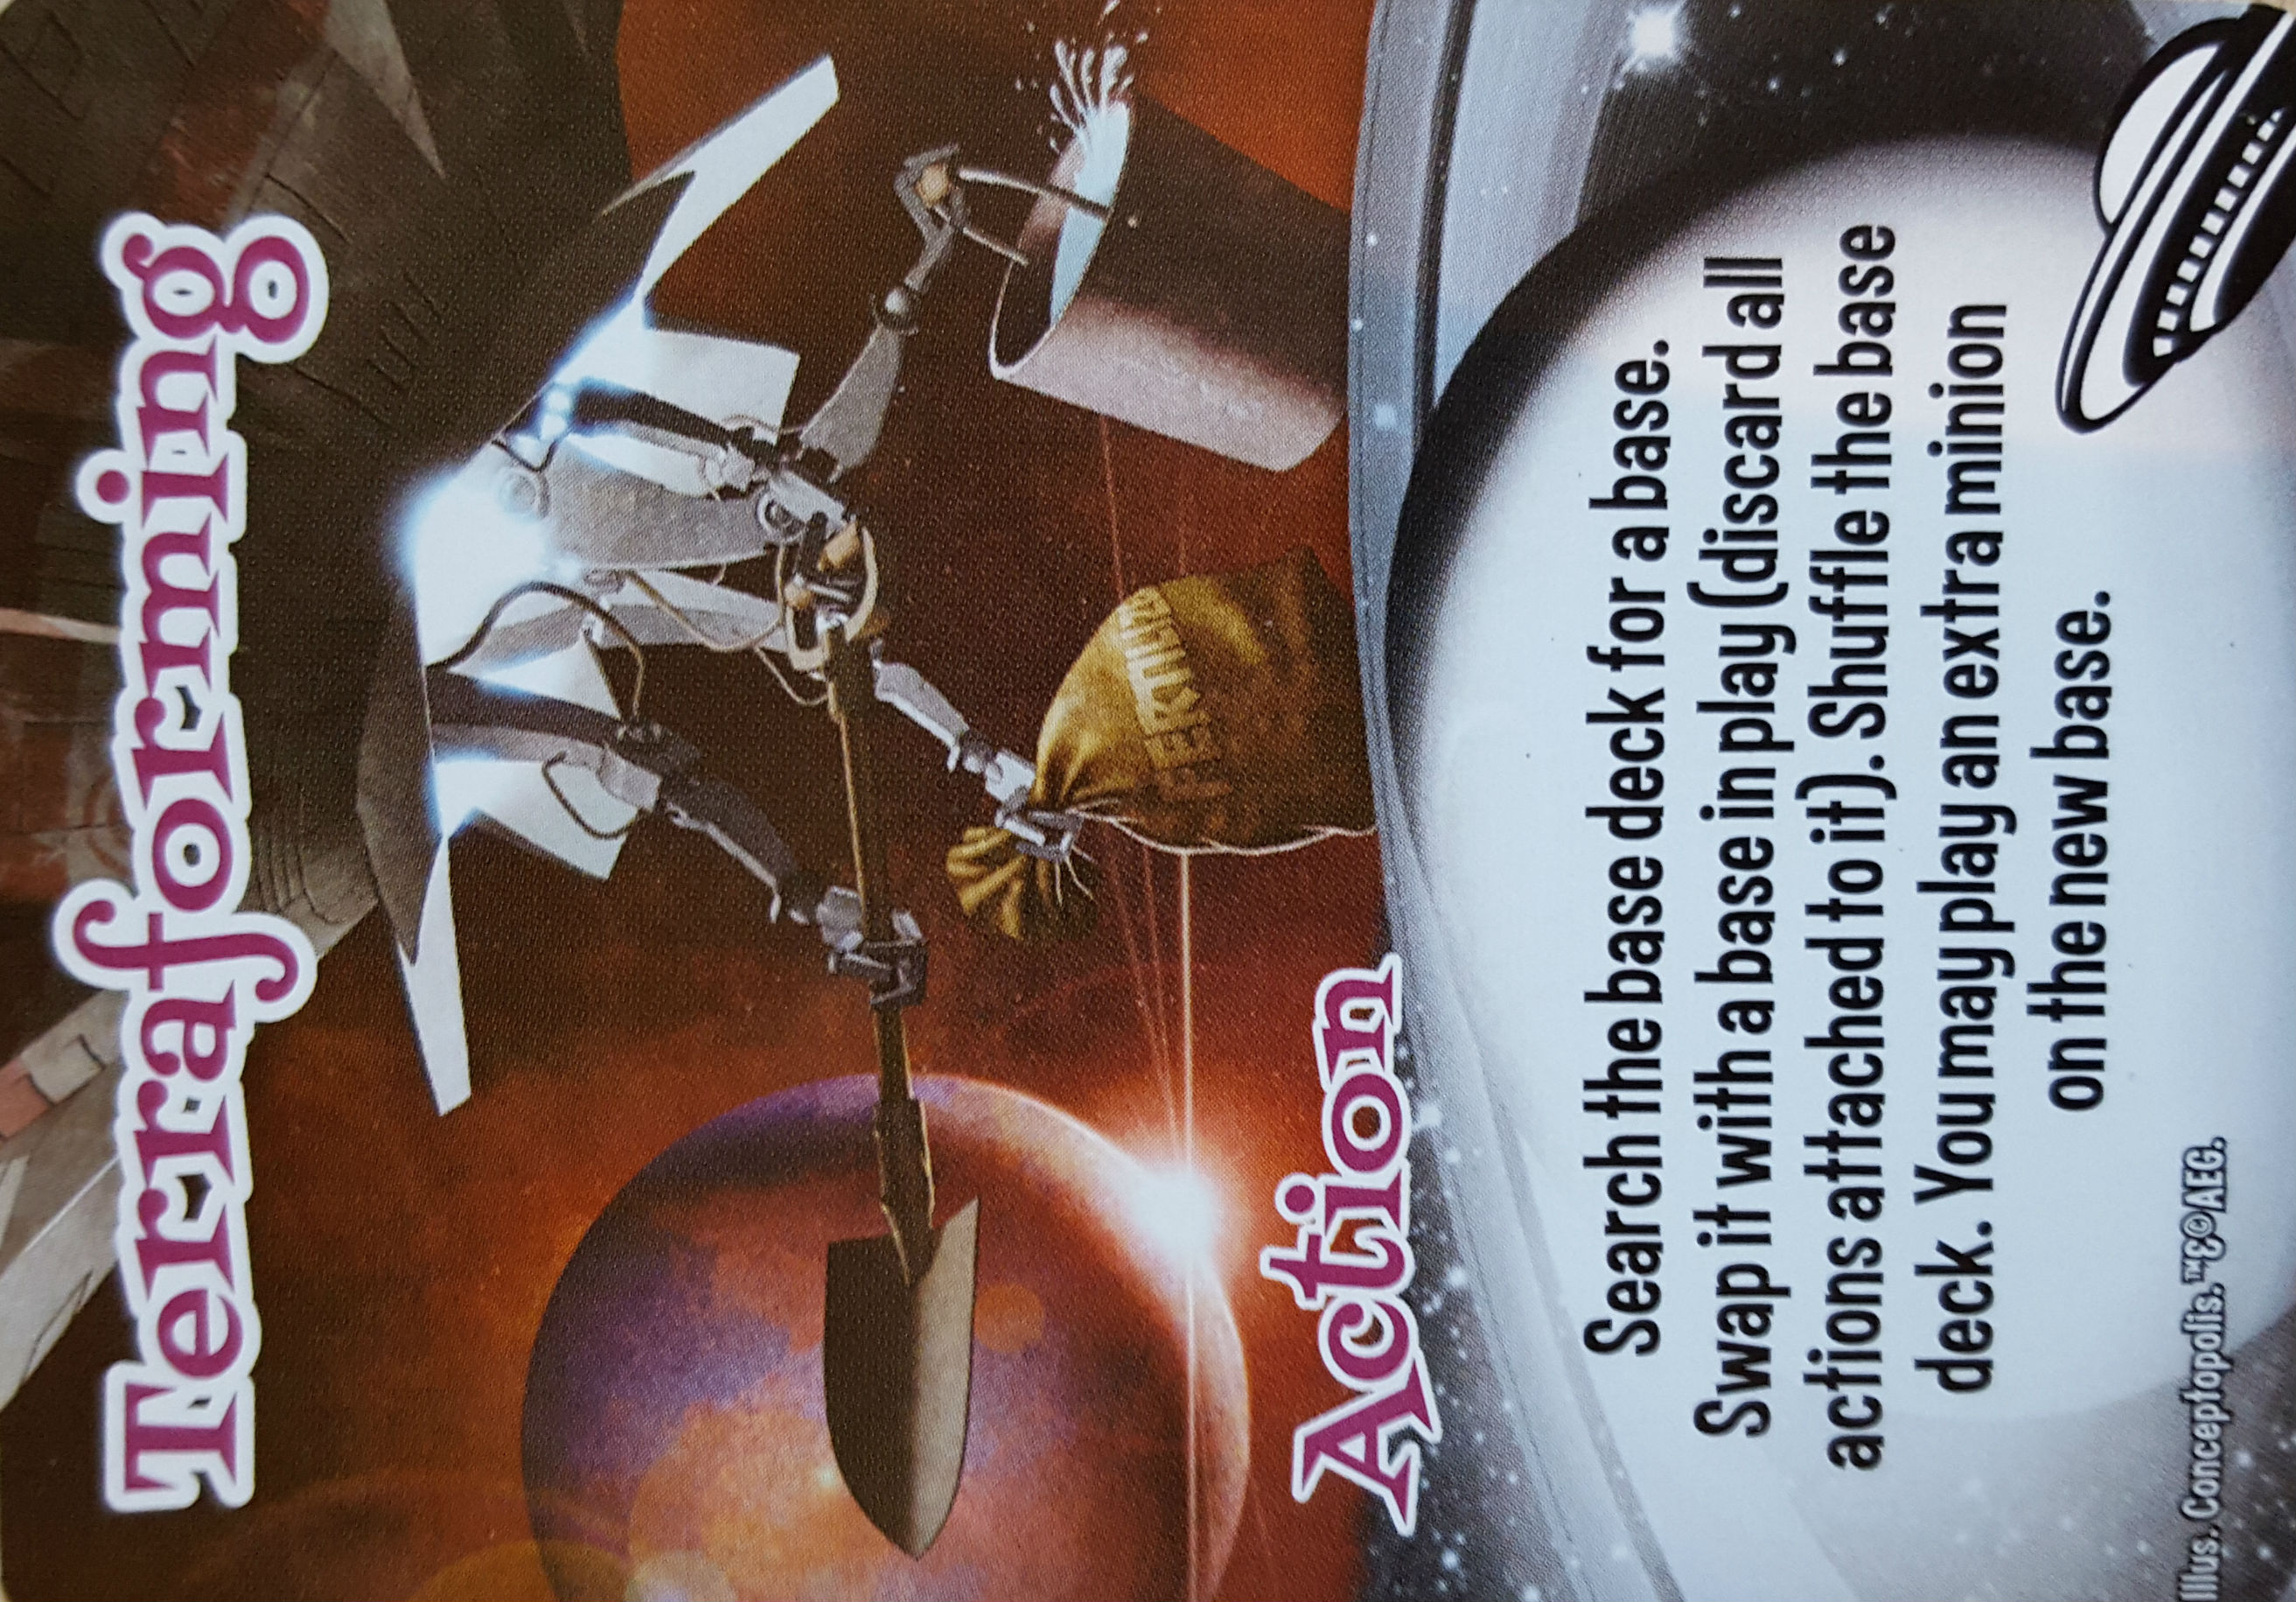 Terraforming
FERTILIZE
Action
Search the base deck for a base.
Swap it with a base in play (discard all
actions attached to it). Shuffle the base
deck. You may play an extra minion
on the new base.
Illus. Conceptopolis.™&©AEG.